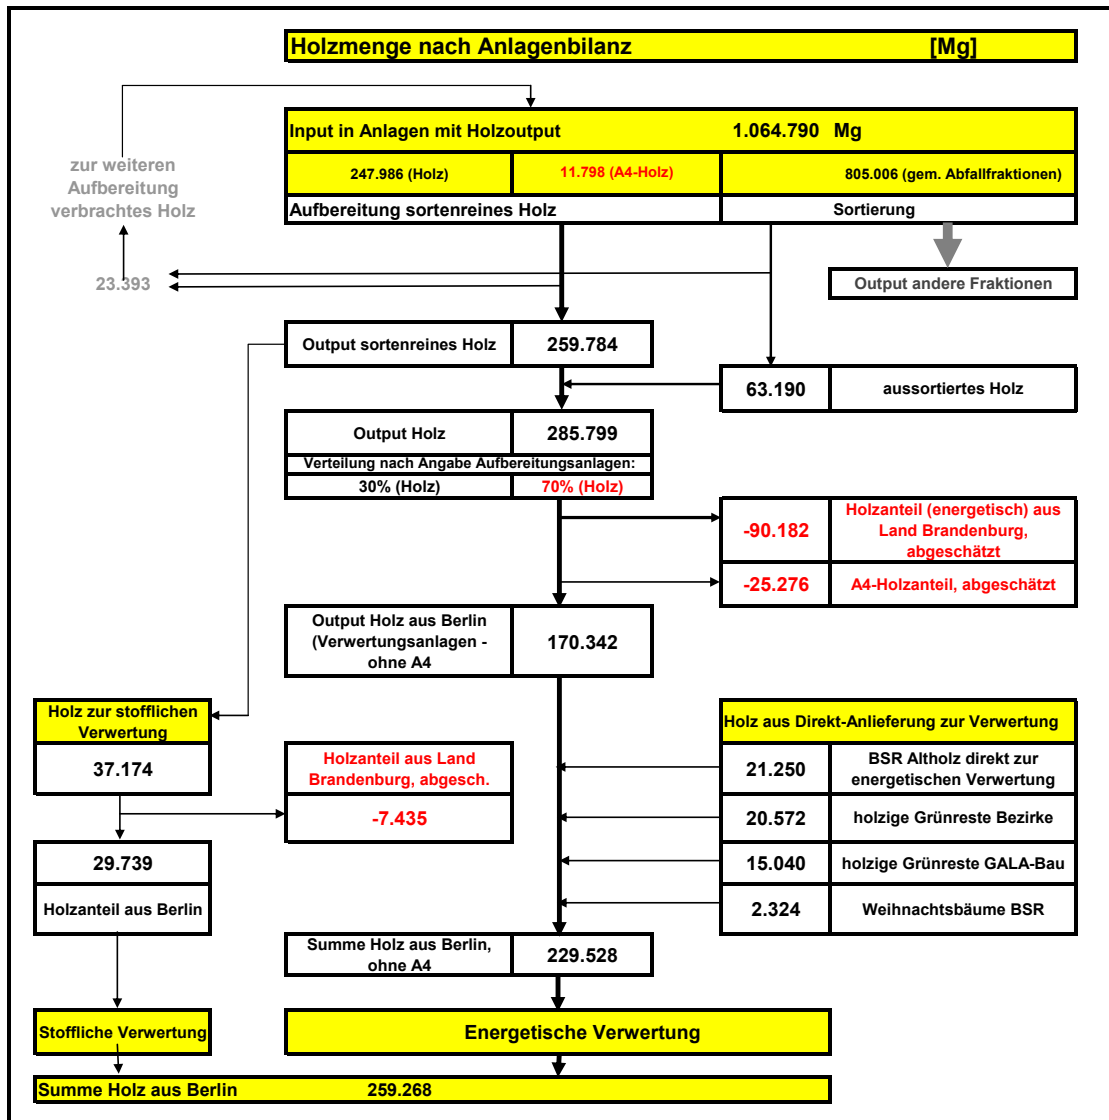 Holzmenge nach Anlagenbilanz [Mg]
Input in Anlagen mit Holzoutput 1.064.790 Mg
247.986 (Holz) 11.798 (A4-Holz) 805.006 (gem. Abfallfraktionen)
Aufbereitung sortenreines Holz Sortierung
zur weiteren
Aufbereitung
verbrachtes Holz
23.393
Output andere Fraktionen
Output sortenreines Holz 259.784
63.190 aussortiertes Holz
Output Holz 285.799
Verteilung nach Angabe Aufbereitungsanlagen:
30% (Holz) 70% (Holz)
-90.182
Holzanteil (energetisch) aus
Land Brandenburg,
abgeschätzt
-25.276 A4-Holzanteil, abgeschätzt
Output Holz aus Berlin
(Verwertungsanlagen -
ohne A4
170.342
Holz zur stofflichen
Verwertung
37.174
Holzanteil aus Land
Brandenburg, abgesch.
-7.435
29.739
Holzanteil aus Berlin
Holz aus Direkt-Anlieferung zur Verwertung
21.250
BSR Altholz direkt zur
energetischen Verwertung
20.572 holzige Grünreste Bezirke
15.040 holzige Grünreste GALA-Bau
2.324 Weihnachtsbäume BSR
Summe Holz aus Berlin,
ohne A4
229.528
Stoffliche Verwertung Energetische Verwertung
Summe Holz aus Berlin 259.268